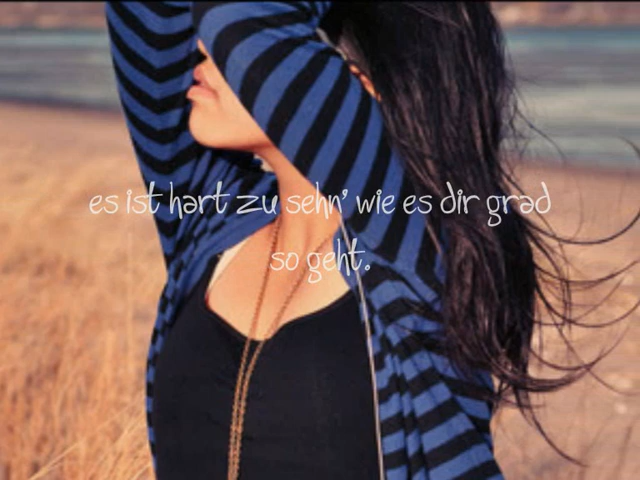 es ist hart zu sehn' wie es dir grad
so geht.